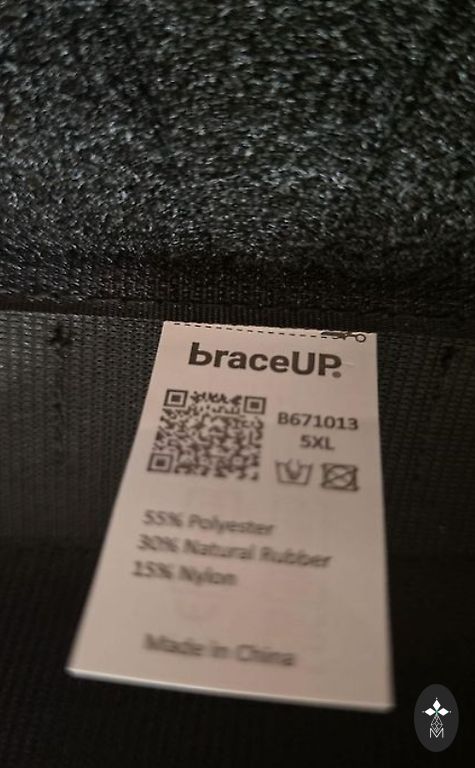 braceUP®
B671013
5XL
55% Polyester
30% Natural Rubber
15% Nylon
Made in China
M